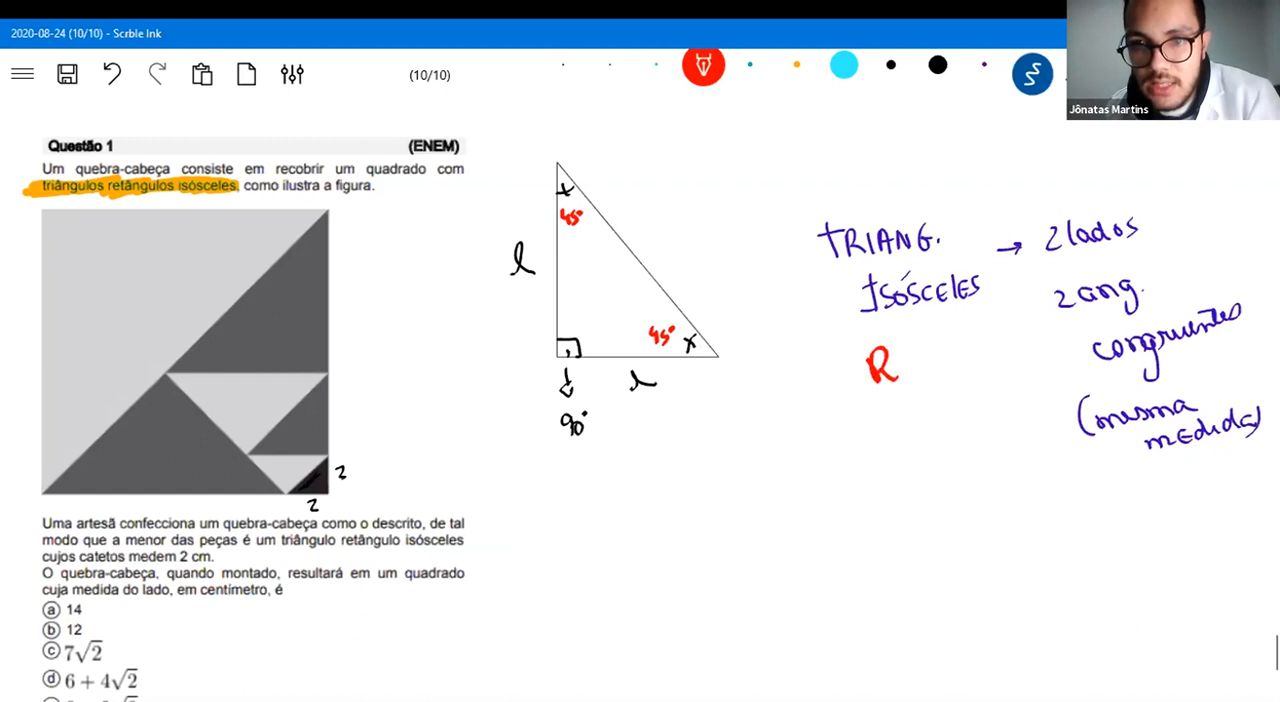 2020-08-24 (10/10) - Scrble Ink
(10/10)
Jônatas Martins
Questão 1 (ENEM)
Um quebra-cabeça consiste em recobrir um quadrado com
triângulos retângulos isósceles, como ilustra a figura.
2
2
Uma artesã confecciona um quebra-cabeça como o descrito, de tal
modo que a menor das peças é um triângulo retângulo isósceles
cujos catetos medem 2 cm.
O quebra-cabeça, quando montado, resultará em um quadrado
cuja medida do lado, em centímetro, é
a 14
b 12
c 7√2
d 6 + 4√2
x
45°
l
45° x
l
90°
TRIANG. → 2 lados
ISÓSCELES 2 ang.
congruentes
R
(mesma
medida)